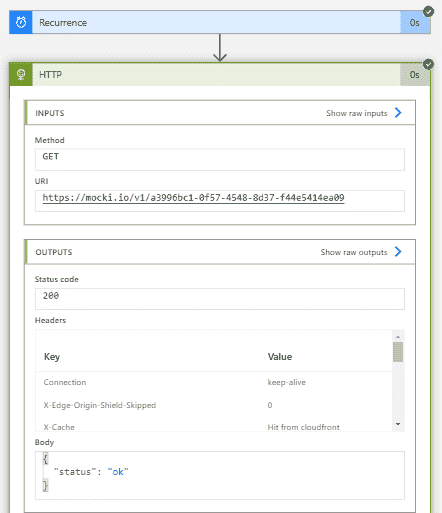 Recurrence 0s
HTTP 0s
INPUTS Show raw inputs
Method
GET
URI
https://mocki.io/v1/a3996bc1-0f57-4548-8d37-f44e5414ea09
OUTPUTS Show raw outputs
Status code
200
Headers
Key Value
Connection keep-alive
X-Edge-Origin-Shield-Skipped 0
X-Cache Hit from cloudfront
Body
{
"status": "ok"
}